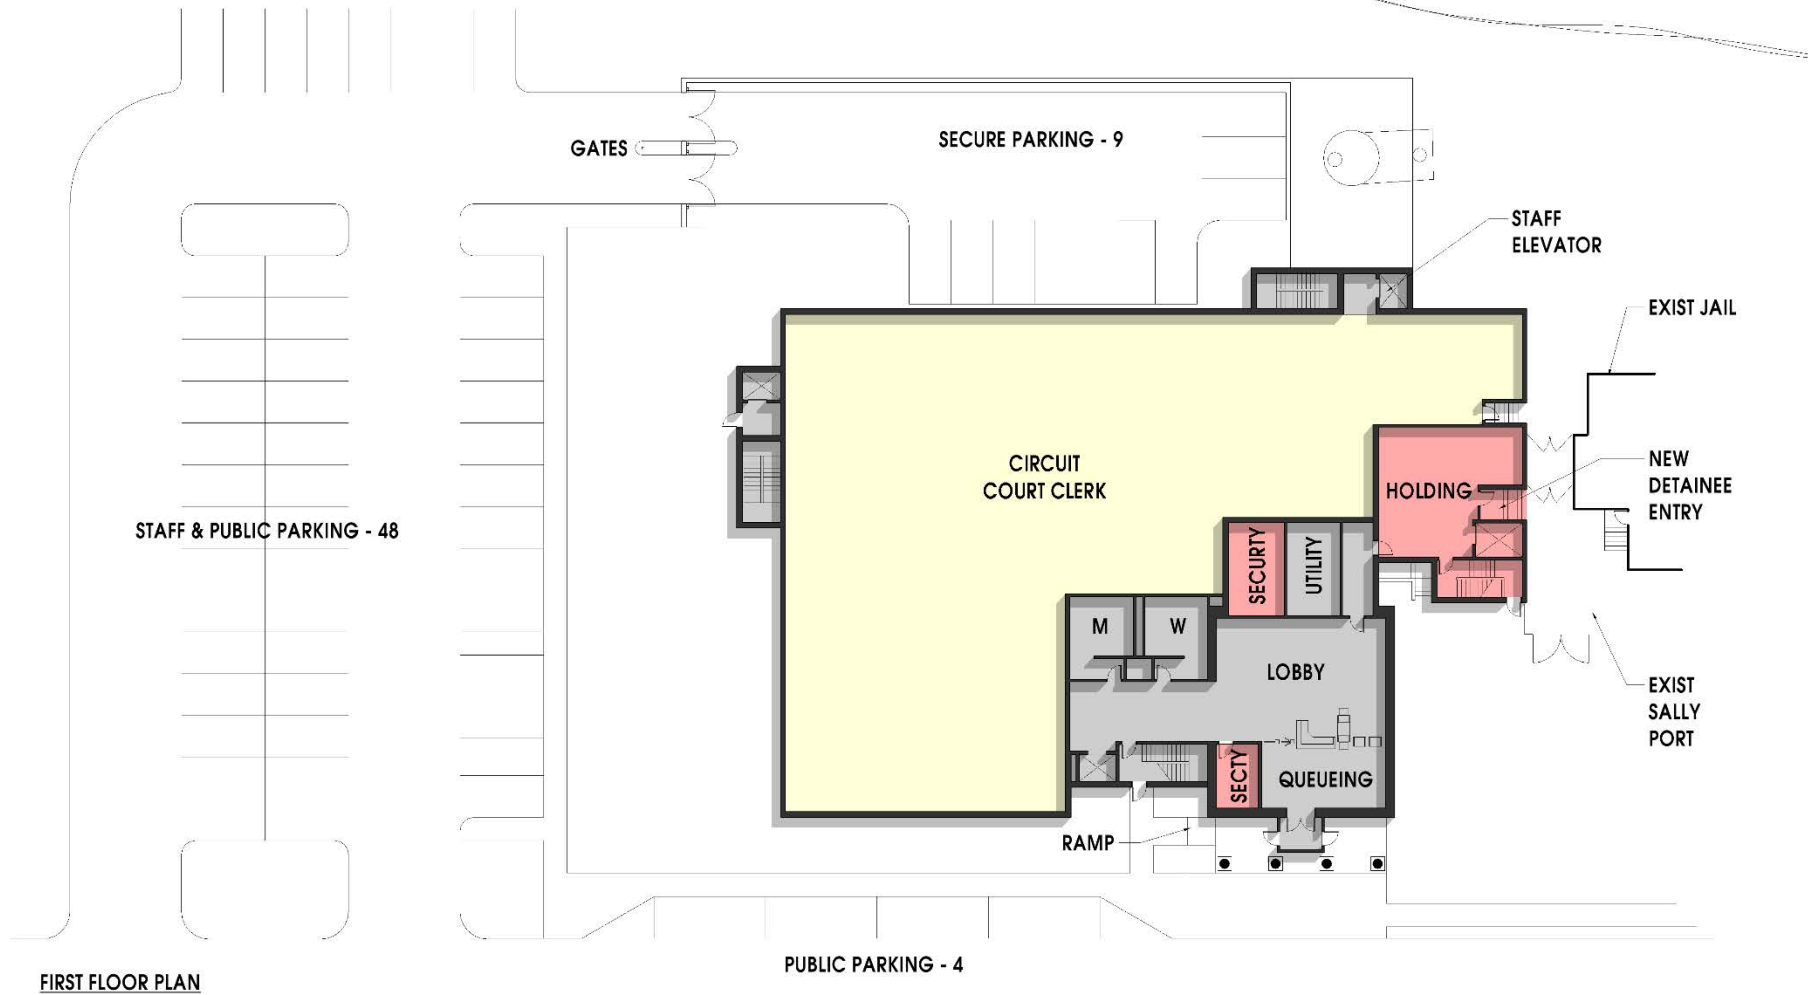 SECURE PARKING - 9
GATES
STAFF
ELEVATOR
EXIST JAIL
CIRCUIT
COURT CLERK
HOLDING
NEW
DETAINEE
ENTRY
STAFF & PUBLIC PARKING - 48
SECURTY
UTILITY
M
W
LOBBY
EXIST
SALLY
PORT
SECTY
QUEUEING
RAMP
PUBLIC PARKING - 4
FIRST FLOOR PLAN